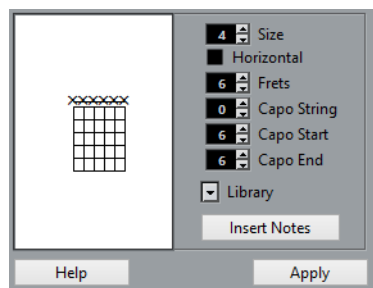 4 Size
Horizontal
6 Frets
0 Capo String
6 Capo Start
6 Capo End
Library
Insert Notes
Help
Apply
xxxxxx